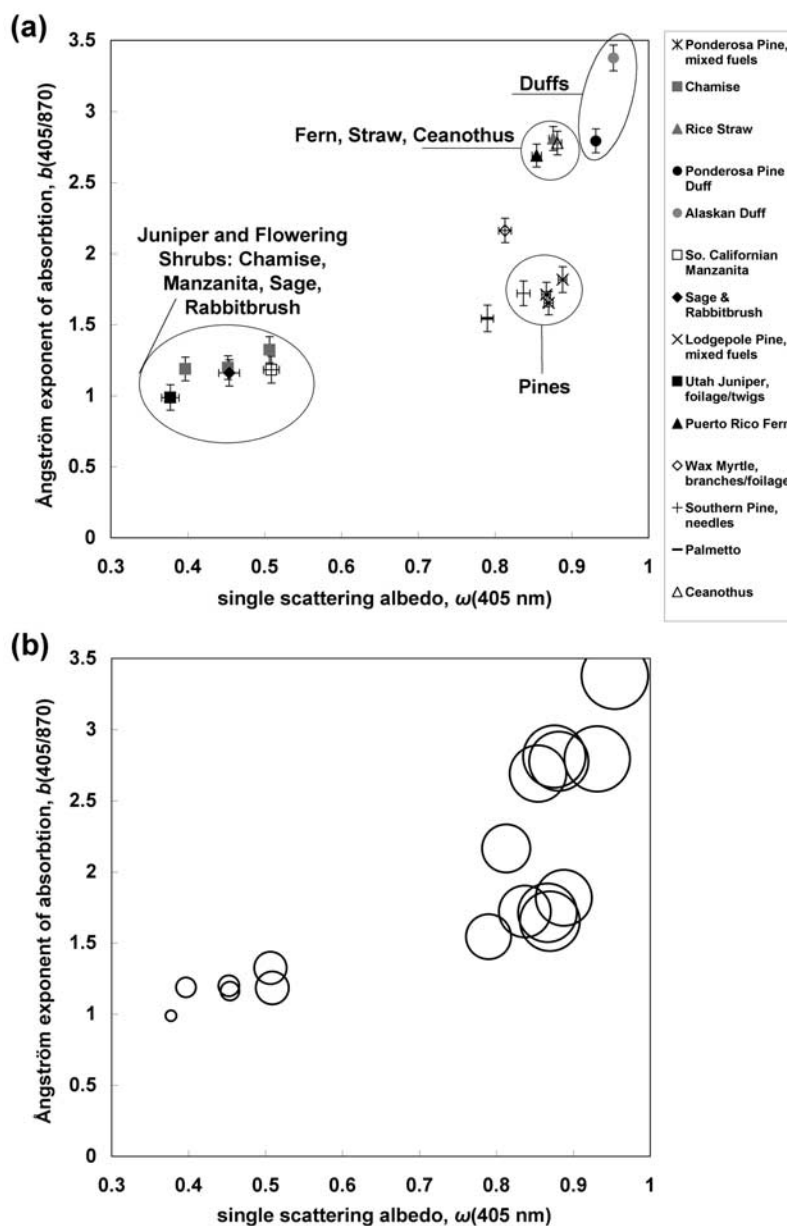 (a)
3.5
3
2.5
2
1.5
1
0.5
0
Ångström exponent of absorbtion, b(405/870)
Duffs
Fern, Straw, Ceanothus
Juniper and Flowering
Shrubs: Chamise,
Manzanita, Sage,
Rabbitbrush
Pines
0.3 0.4 0.5 0.6 0.7 0.8 0.9 1
single scattering albedo, ω(405 nm)
Ponderosa Pine,
mixed fuels
Chamise
Rice Straw
Ponderosa Pine
Duff
Alaskan Duff
So. Californian
Manzanita
Sage &
Rabbitbrush
Lodgepole Pine,
mixed fuels
Utah Juniper,
foilage/twigs
Puerto Rico Fern
Wax Myrtle,
branches/foilage
Southern Pine,
needles
Palmetto
Ceanothus
(b)
3.5
3
2.5
2
1.5
1
0.5
0
Ångström exponent of absorbtion, b(405/870)
0.3 0.4 0.5 0.6 0.7 0.8 0.9 1
single scattering albedo, ω(405 nm)